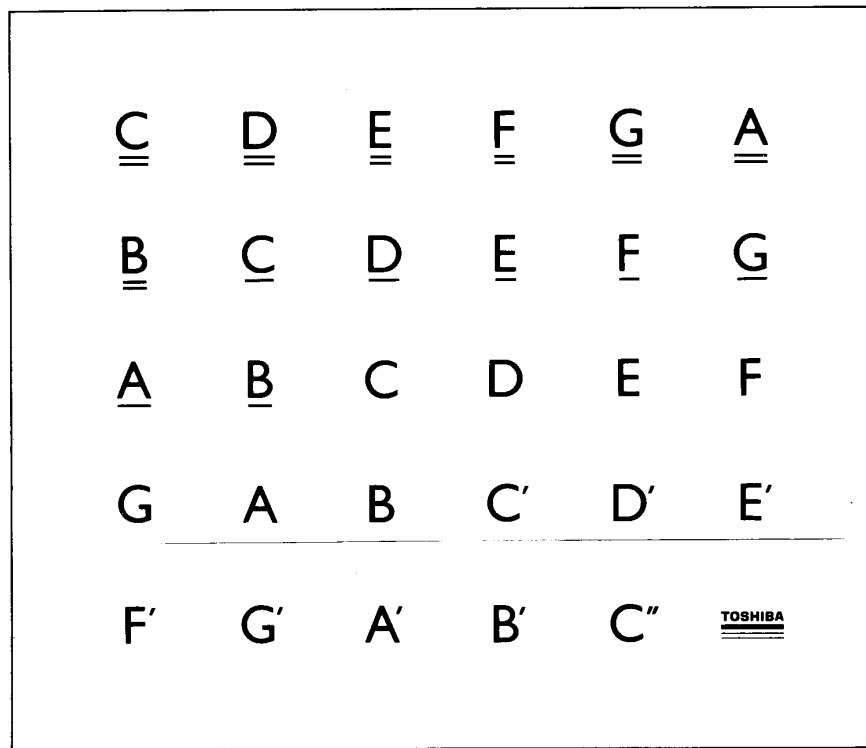 C D E F G A
B C D E F G
A B C D E F
G A B C′ D′ E′
F′ G′ A′ B′ C″ TOSHIBA